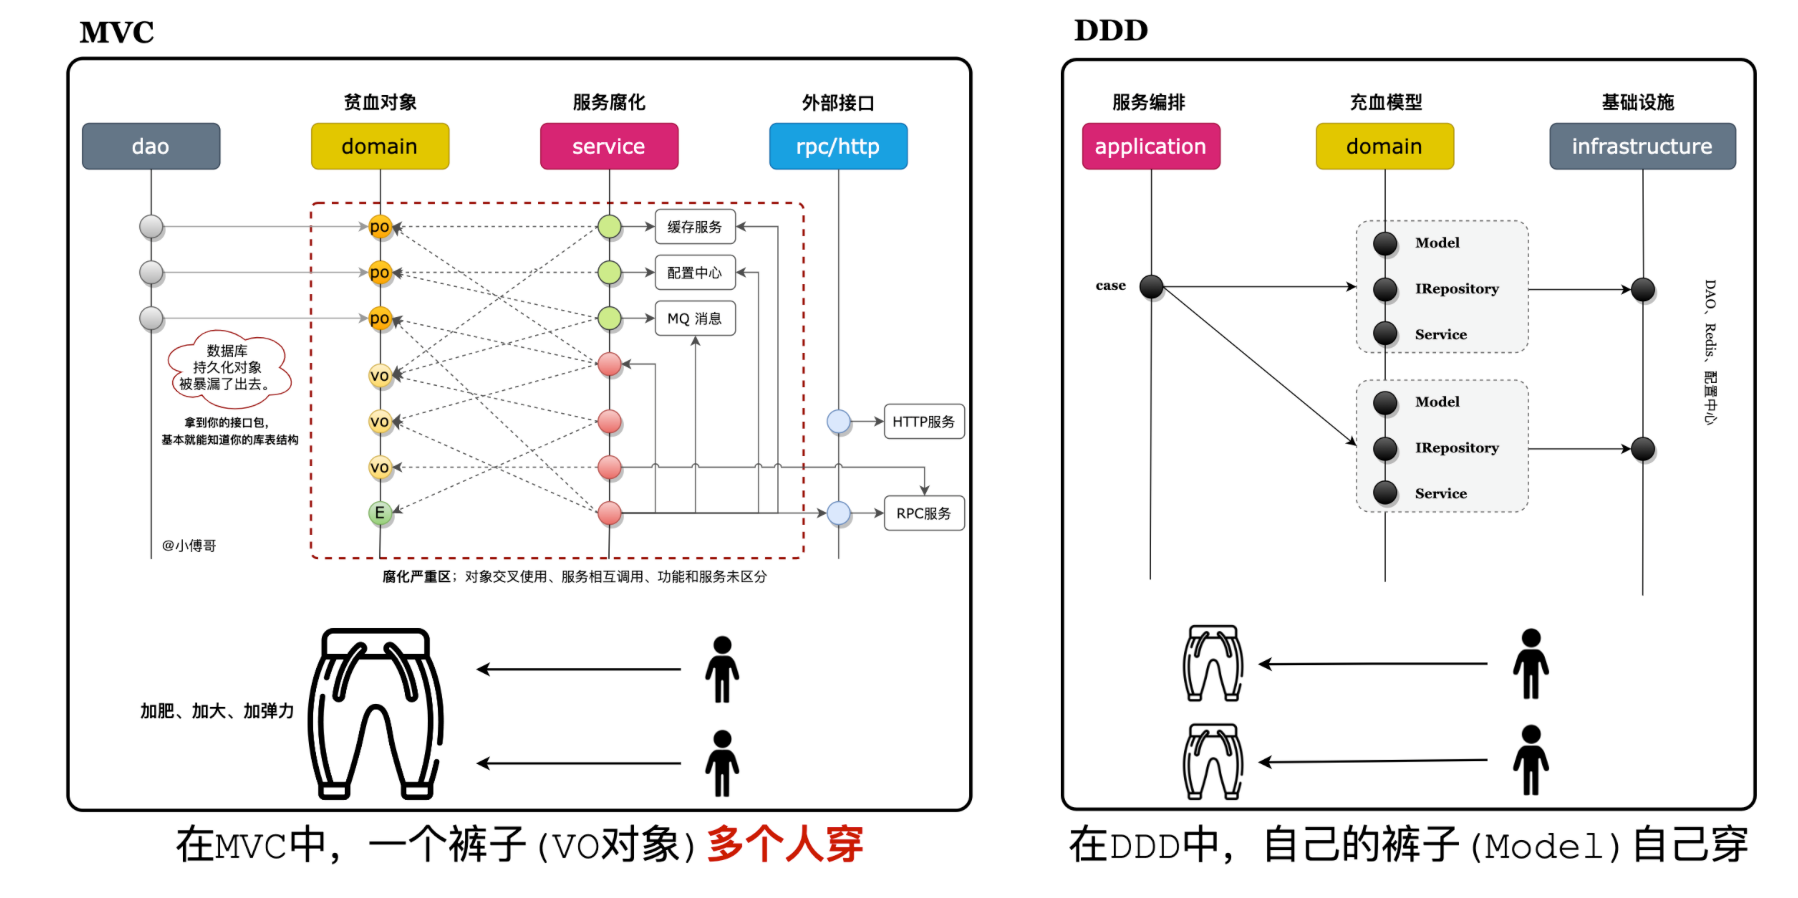 MVC
贫血对象
服务腐化
外部接口
dao
domain
service
rpc/http
po
缓存服务
po
配置中心
po
MQ 消息
数据库
持久化对象
被暴漏了出去。
vo
拿到你的接口包，
基本就能知道你的库表结构
vo
HTTP服务
vo
E
RPC服务
@小傅哥
腐化严重区；对象交叉使用、服务相互调用、功能和服务未区分
加肥、加大、加弹力
在MVC中，一个裤子(VO对象)多个人穿
DDD
服务编排
充血模型
基础设施
application
domain
infrastructure
Model
case
IRepository
Service
Model
IRepository
Service
DAO、Redis、配置中心
在DDD中，自己的裤子(Model)自己穿